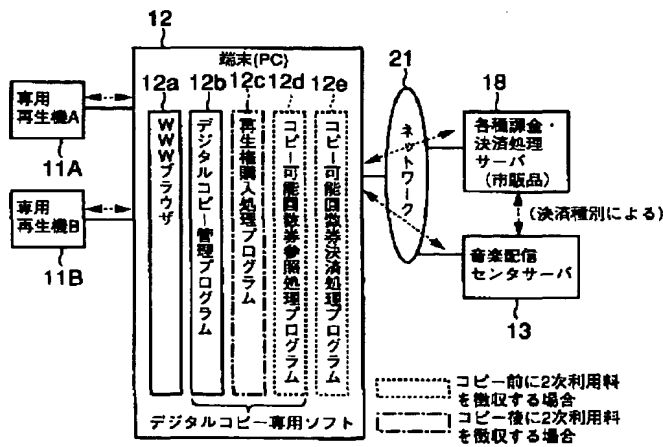 12
端末(PC)
12a
12b
12c
12d
12e
WWWブラウザ
デジタルコピー管理プログラム
再生権購入処理プログラム
コピー可能回数券参照処理プログラム
コピー可能回数券決済処理プログラム
デジタルコピー専用ソフト
専用
再生機A
11A
専用
再生機B
11B
21
ネットワーク
18
各種課金・
決済処理
サーバ
(市販品)
(決済種別による)
音楽配信
センタサーバ
13
コピー前に2次利用料
を徴収する場合
コピー後に2次利用料
を徴収する場合